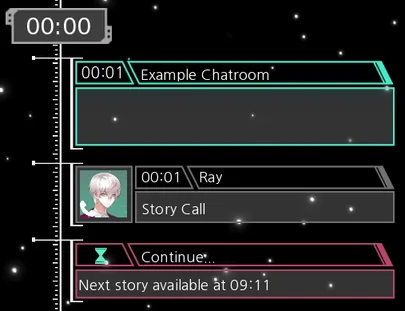 00:00
00:01 Example Chatroom
00:01 Ray
Story Call
Continue...
Next story available at 09:11